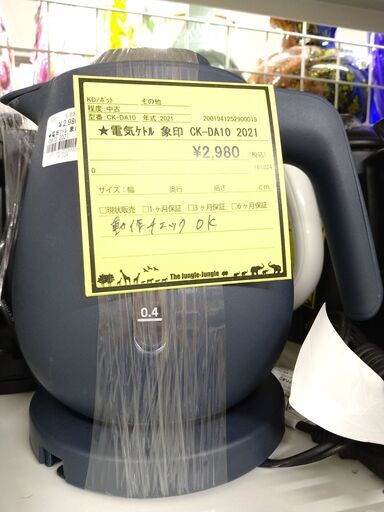 KD/ポット その他
程度:中古
型番:CK-DA10 年式:2021 2001941252900019
★電気ｹﾄﾙ 象印 CK-DA10 2021
¥2,980
0
サイズ:幅 奥行 高さ cm
□現状販売 □1ヶ月保証 □3ヶ月保証 □6ヶ月保証
動作チェック OK
The Jungle-Jungle
0.4